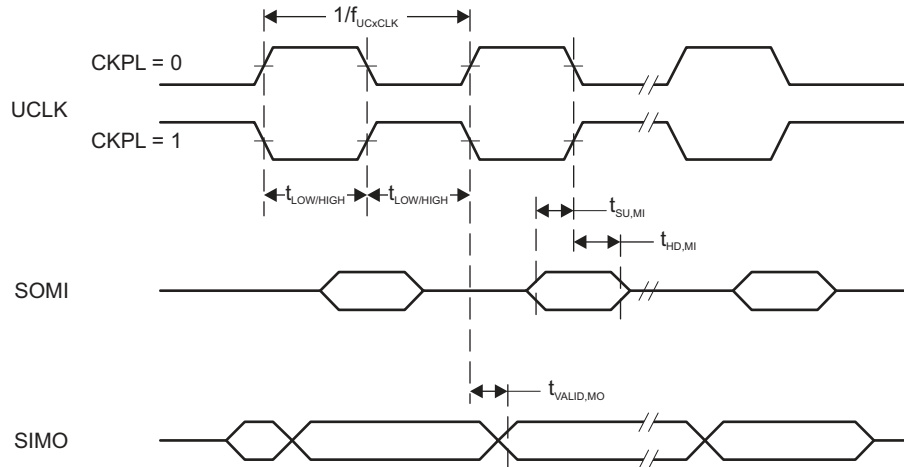 1/fUCxCLK
CKPL = 0
UCLK
CKPL = 1
tLOW/HIGH tLOW/HIGH
tSU,MI
tHD,MI
SOMI
tVALID,MO
SIMO